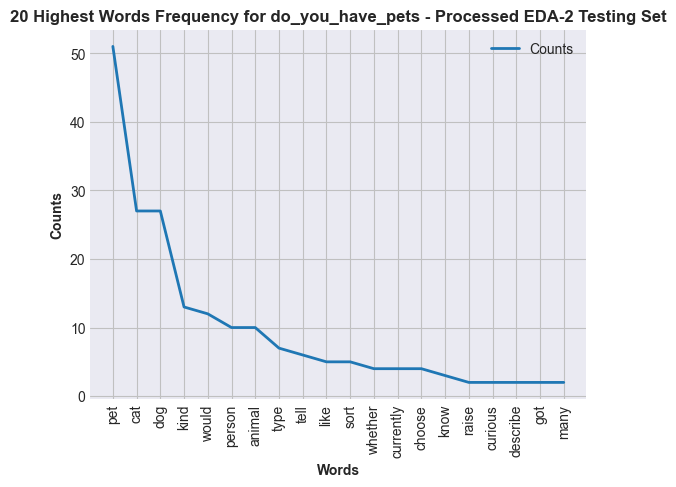 20 Highest Words Frequency for do_you_have_pets - Processed EDA-2 Testing Set
Counts
50
40
30
20
10
0
Counts
pet
cat
dog
kind
would
person
animal
type
tell
like
sort
whether
currently
choose
know
raise
curious
describe
got
many
Words